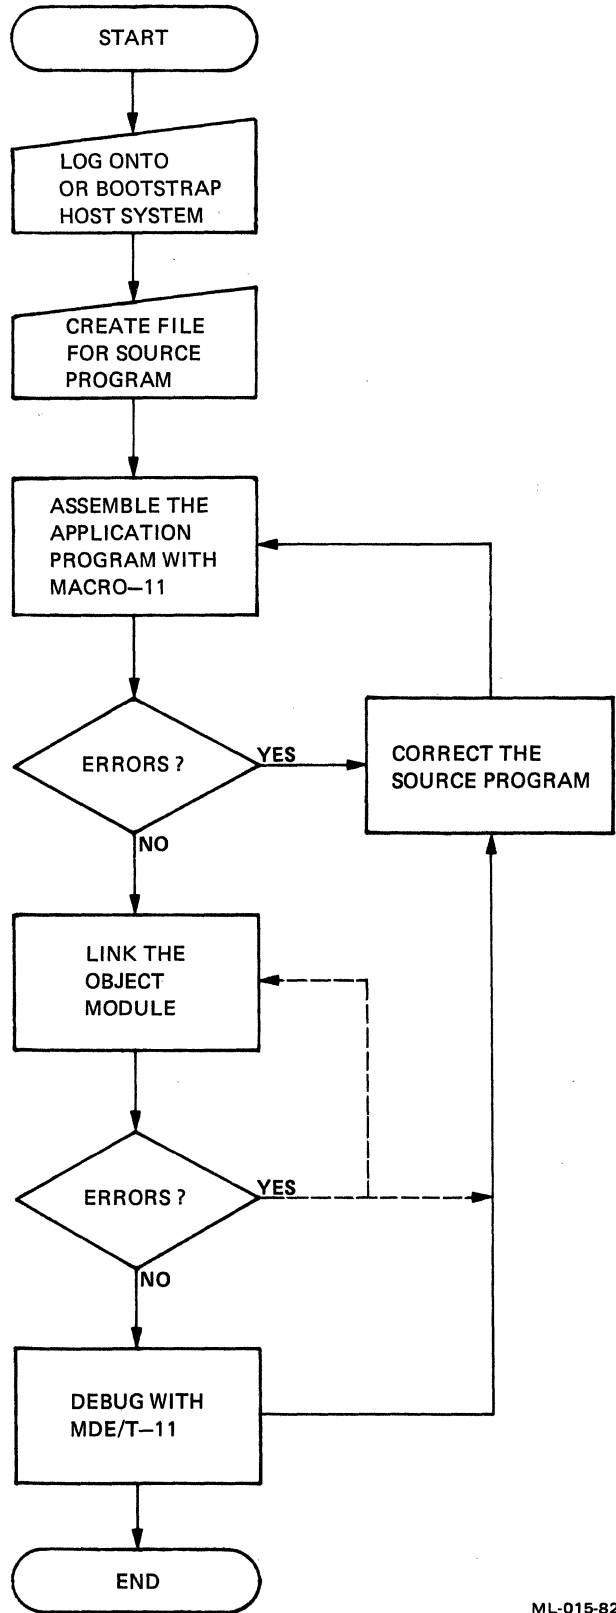 START
LOG ONTO
OR BOOTSTRAP
HOST SYSTEM
CREATE FILE
FOR SOURCE
PROGRAM
ASSEMBLE THE
APPLICATION
PROGRAM WITH
MACRO–11
ERRORS ?
YES
CORRECT THE
SOURCE PROGRAM
NO
LINK THE
OBJECT
MODULE
ERRORS ?
YES
NO
DEBUG WITH
MDE/T–11
END
ML-015-82